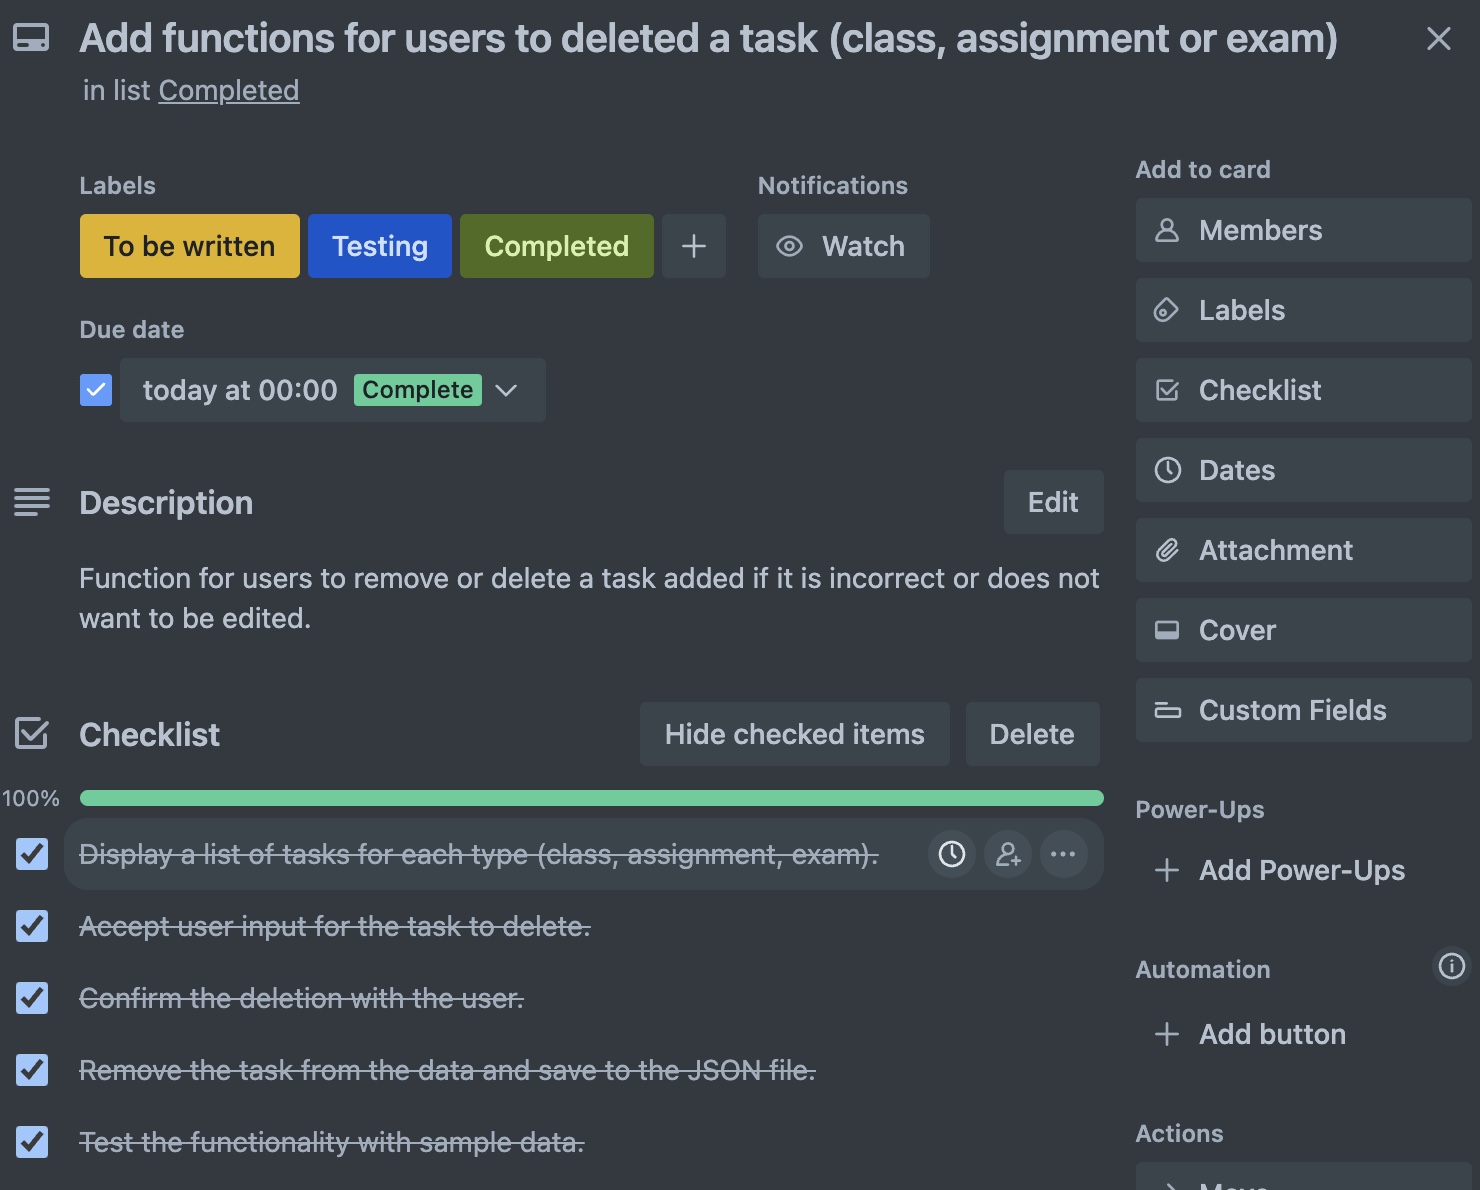 Add functions for users to deleted a task (class, assignment or exam)
in list Completed
Labels
To be written Testing Completed
Notifications
Watch
Due date
today at 00:00 Complete
Description
Edit
Function for users to remove or delete a task added if it is incorrect or does not
want to be edited.
Checklist
Hide checked items Delete
100%
Display a list of tasks for each type (class, assignment, exam).
Accept user input for the task to delete.
Confirm the deletion with the user.
Remove the task from the data and save to the JSON file.
Test the functionality with sample data.
Add to card
Members
Labels
Checklist
Dates
Attachment
Cover
Custom Fields
Power-Ups
Add Power-Ups
Automation
Add button
Actions